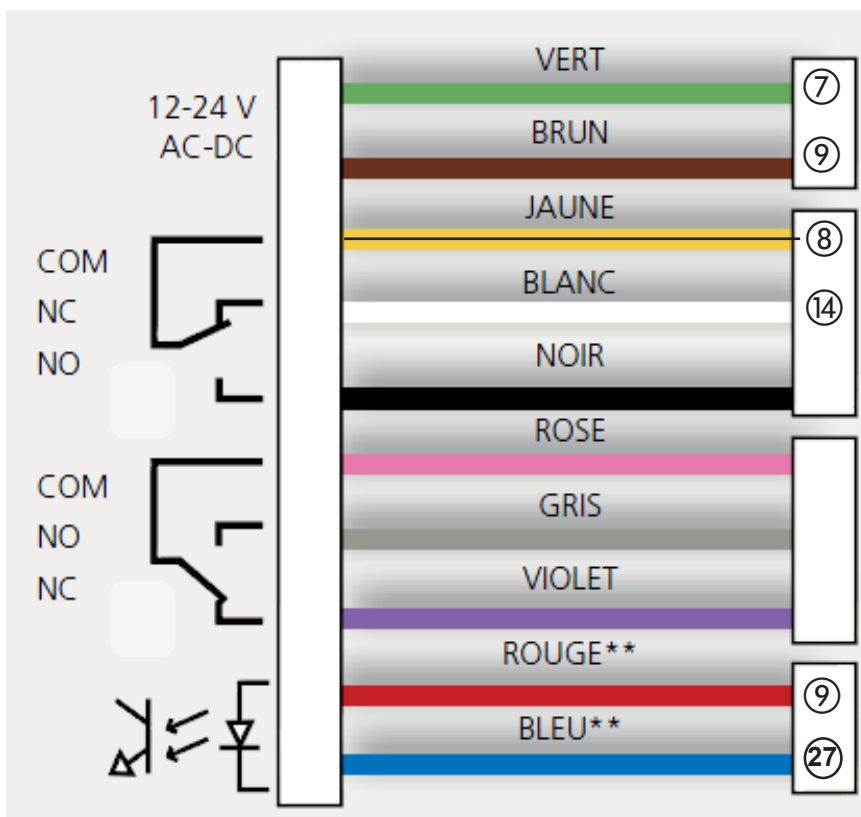 VERT
12-24 V
AC-DC
⑦
BRUN
⑨
JAUNE
COM
⑧
NC
BLANC
⑭
NO
NOIR
ROSE
COM
GRIS
NO
NC
VIOLET
ROUGE**
⑨
BLEU**
㉗